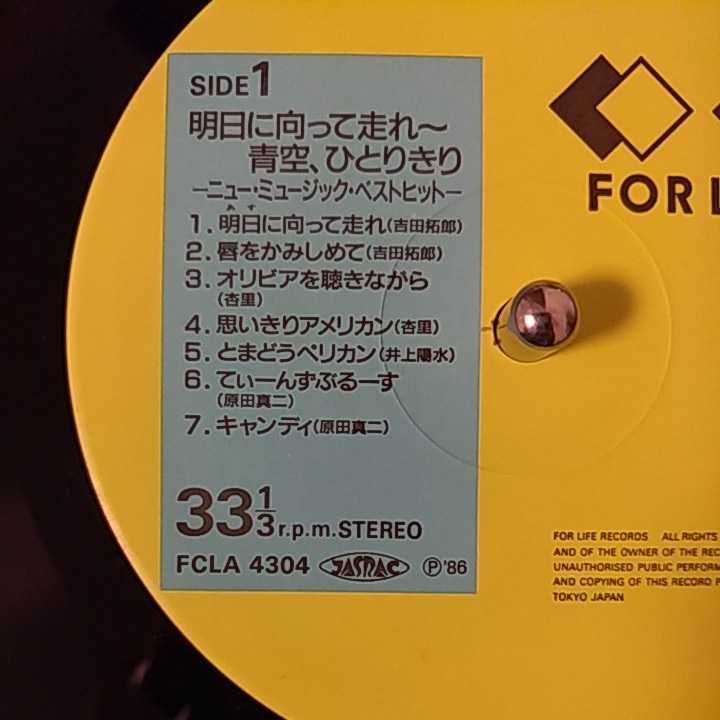 SIDE 1
明日に向って走れ～
青空、ひとりきり
—ニュー・ミュージック・ベストヒット—
あす
1. 明日に向って走れ(吉田拓郎)
2. 唇をかみしめて(吉田拓郎)
3. オリビアを聴きながら
(杏里)
4. 思いきりアメリカン(杏里)
5. とまどうペリカン(井上陽水)
6. てぃーんずぶるーす
(原田真二)
7. キャンディ(原田真二)
33 1/3 r.p.m. STEREO
FCLA 4304 JASRAC Ⓟ'86
FOR L
FOR LIFE RECORDS ALL RIGHTS
AND OF THE OWNER OF THE REC
UNAUTHORISED PUBLIC PERFORM
AND COPYING OF THIS RECORD P
TOKYO JAPAN